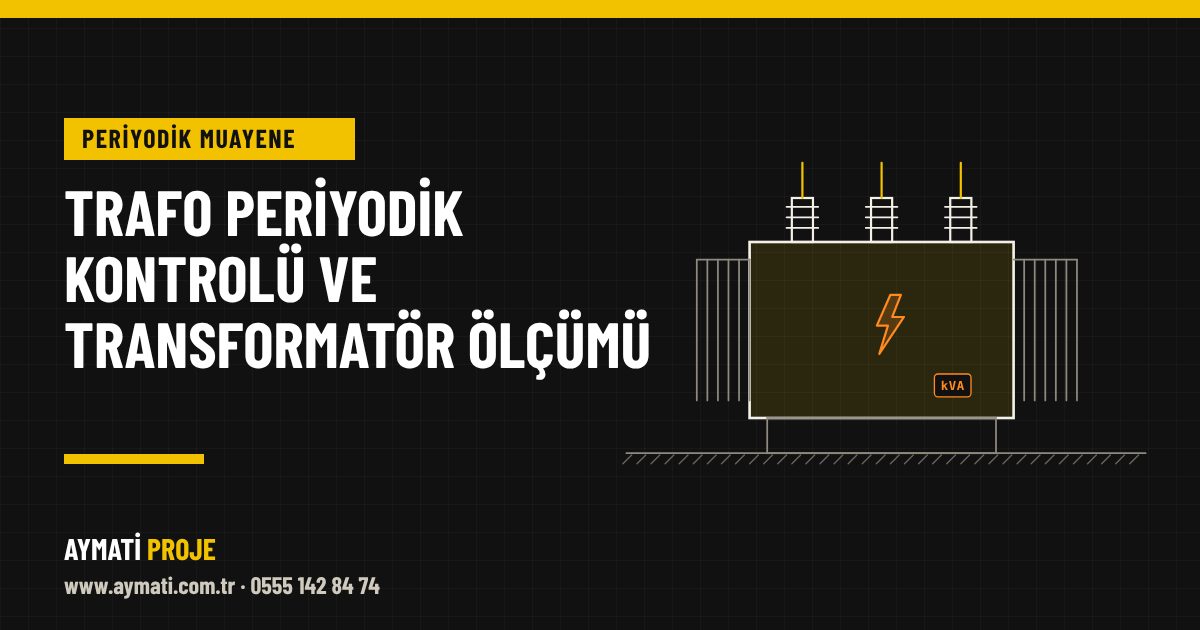 PERİYODİK MUAYENE
TRAFO PERİYODİK
KONTROLÜ VE
TRANSFORMATÖR ÖLÇÜMÜ
kVA
AYMATİ PROJE
www.aymati.com.tr · 0555 142 84 74